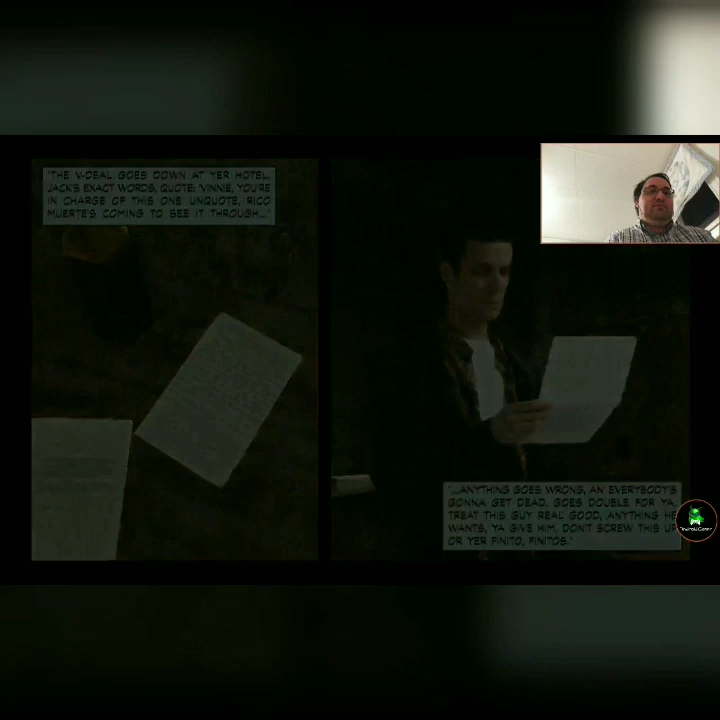 "THE V-DEAL GOES DOWN AT YER HOTEL.
JACK'S EXACT WORDS, QUOTE: 'VINNIE, YOU'RE
IN CHARGE OF THIS ONE' UNQUOTE, RICO
MUERTE'S COMING TO SEE IT THROUGH..."
"...ANYTHING GOES WRONG, AN' EVERYBODY'S
GONNA GET DEAD, GOES DOUBLE FOR YA.
TREAT THIS GUY REAL GOOD, ANYTHING HE
WANTS, YA GIVE HIM. DON'T SCREW THIS UP
OR YER FINITO, FINITOS."